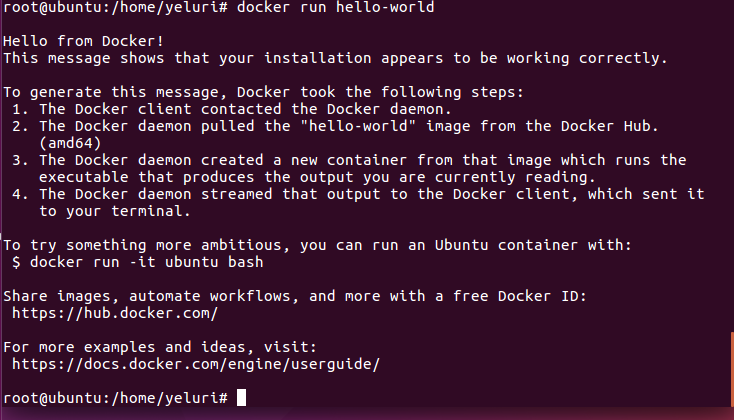 root@ubuntu:/home/yeluri# docker run hello-world
Hello from Docker!
This message shows that your installation appears to be working correctly.
To generate this message, Docker took the following steps:
1. The Docker client contacted the Docker daemon.
2. The Docker daemon pulled the "hello-world" image from the Docker Hub.
(amd64)
3. The Docker daemon created a new container from that image which runs the
executable that produces the output you are currently reading.
4. The Docker daemon streamed that output to the Docker client, which sent it
to your terminal.
To try something more ambitious, you can run an Ubuntu container with:
$ docker run -it ubuntu bash
Share images, automate workflows, and more with a free Docker ID:
https://hub.docker.com/
For more examples and ideas, visit:
https://docs.docker.com/engine/userguide/
root@ubuntu:/home/yeluri#